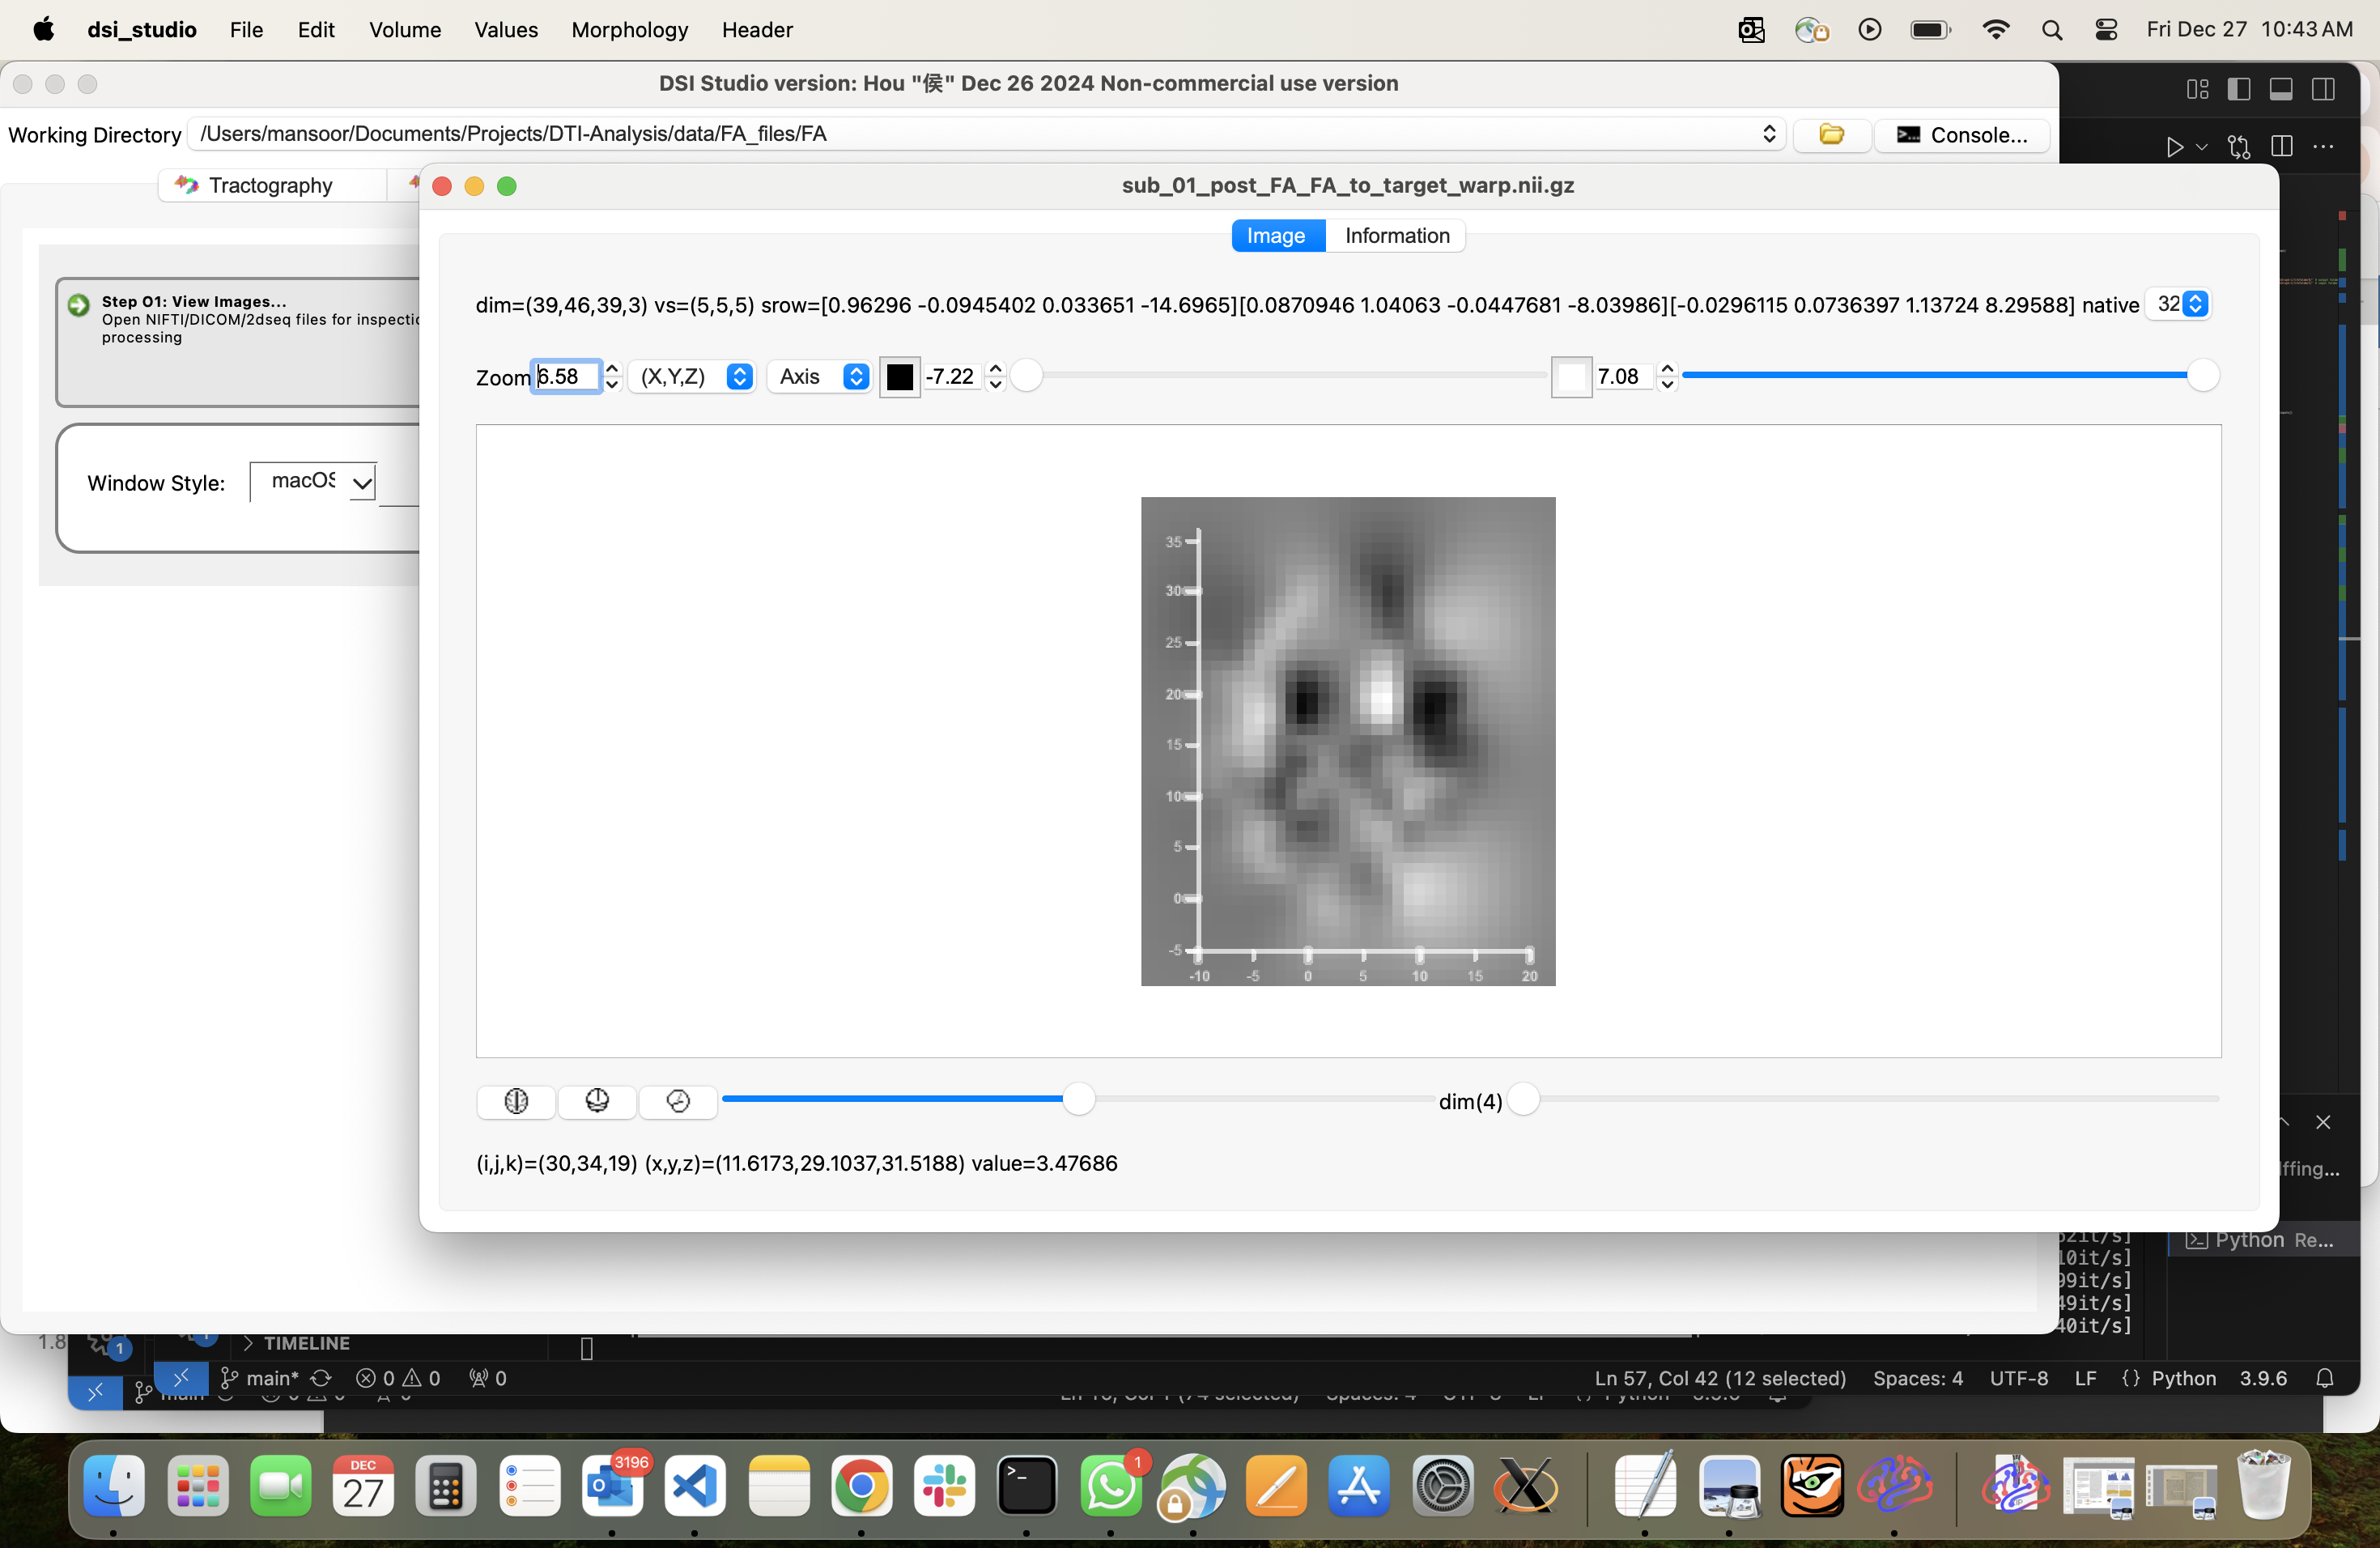 dsi_studio File Edit Volume Values Morphology Header Fri Dec 27 10:43 AM
DSI Studio version: Hou "侯" Dec 26 2024 Non-commercial use version
Working Directory /Users/mansoor/Documents/Projects/DTI-Analysis/data/FA_files/FA Console...
Tractography
sub_01_post_FA_FA_to_target_warp.nii.gz
Image Information
Step O1: View Images...
Open NIFTI/DICOM/2dseq files for inspectio
processing
dim=(39,46,39,3) vs=(5,5,5) srow=[0.96296 -0.0945402 0.033651 -14.6965][0.0870946 1.04063 -0.0447681 -8.03986][-0.0296115 0.0736397 1.13724 8.29588] native 32
Zoom 6.58 (X,Y,Z) Axis -7.22 7.08
Window Style: macOS
35
30
25
20
15
10
5
0
-5
-10 -5 0 5 10 15 20
dim(4)
(i,j,k)=(30,34,19) (x,y,z)=(11.6173,29.1037,31.5188) value=3.47686
ffing...
Python Re...
52it/s]
10it/s]
99it/s]
49it/s]
40it/s]
1.8 1 1 TIMELINE
main* 0 0 0 Ln 57, Col 42 (12 selected) Spaces: 4 UTF-8 LF {} Python 3.9.6
DEC
27
3196
1